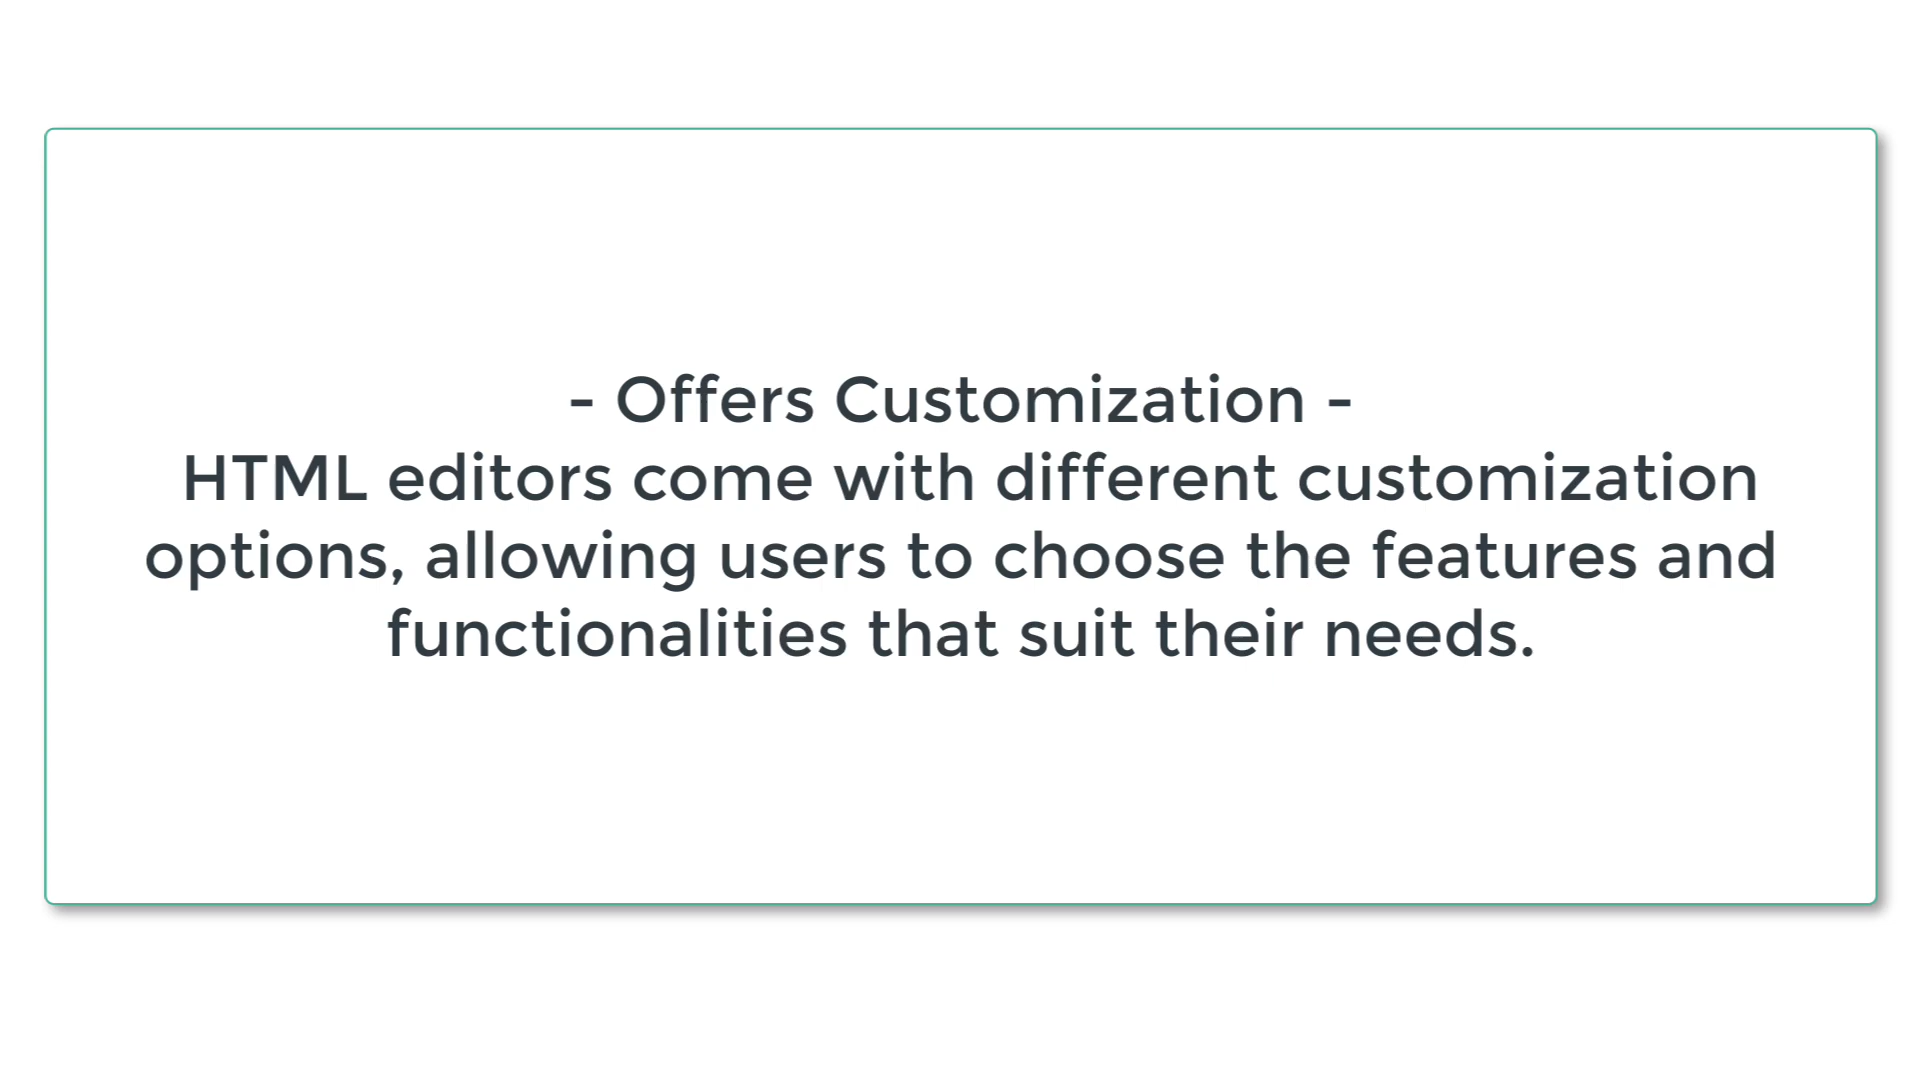 - Offers Customization -
HTML editors come with different customization
options, allowing users to choose the features and
functionalities that suit their needs.